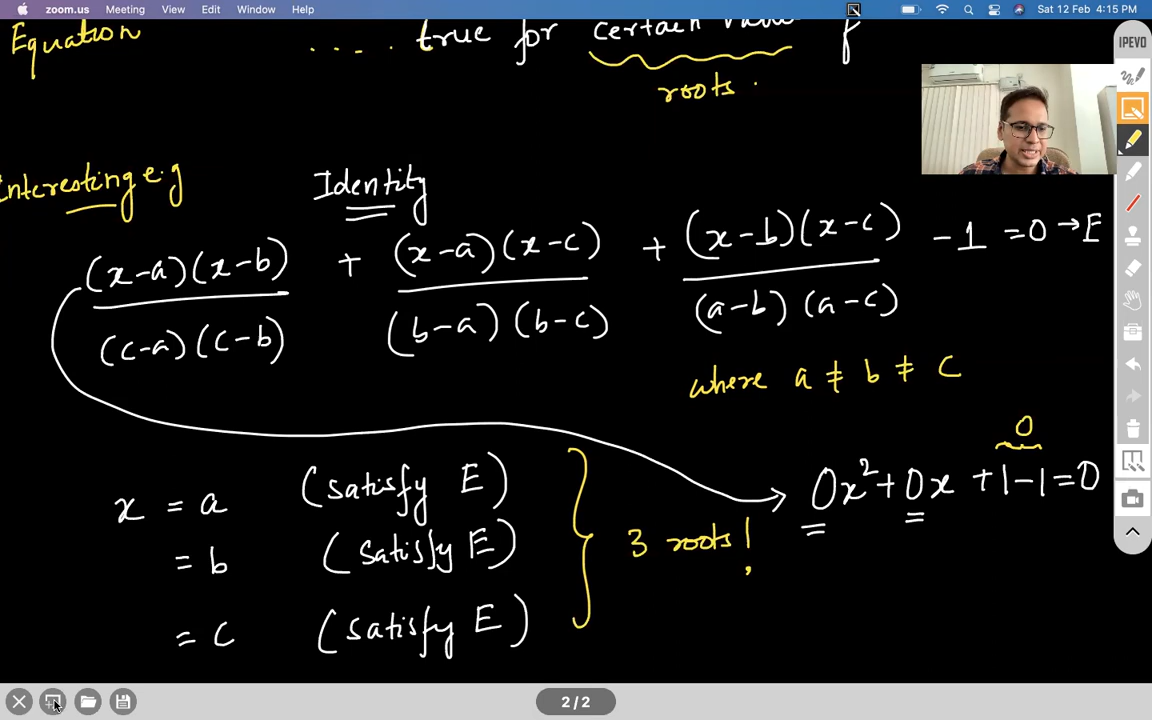 zoom.us Meeting View Edit Window Help Sat 12 Feb 4:15 PM
IPEVO
Equation .... true for certain value of
roots
Interesting e.g Identity
(x-a)(x-b)/(c-a)(c-b) + (x-a)(x-c)/(b-a)(b-c) + (x-b)(x-c)/(a-b)(a-c) - 1 = 0 → E
where a ≠ b ≠ c
0
0x² + 0x + 1 - 1 = 0
x = a (satisfy E)
= b (satisfy E)
= c (satisfy E)
3 roots!
2/2